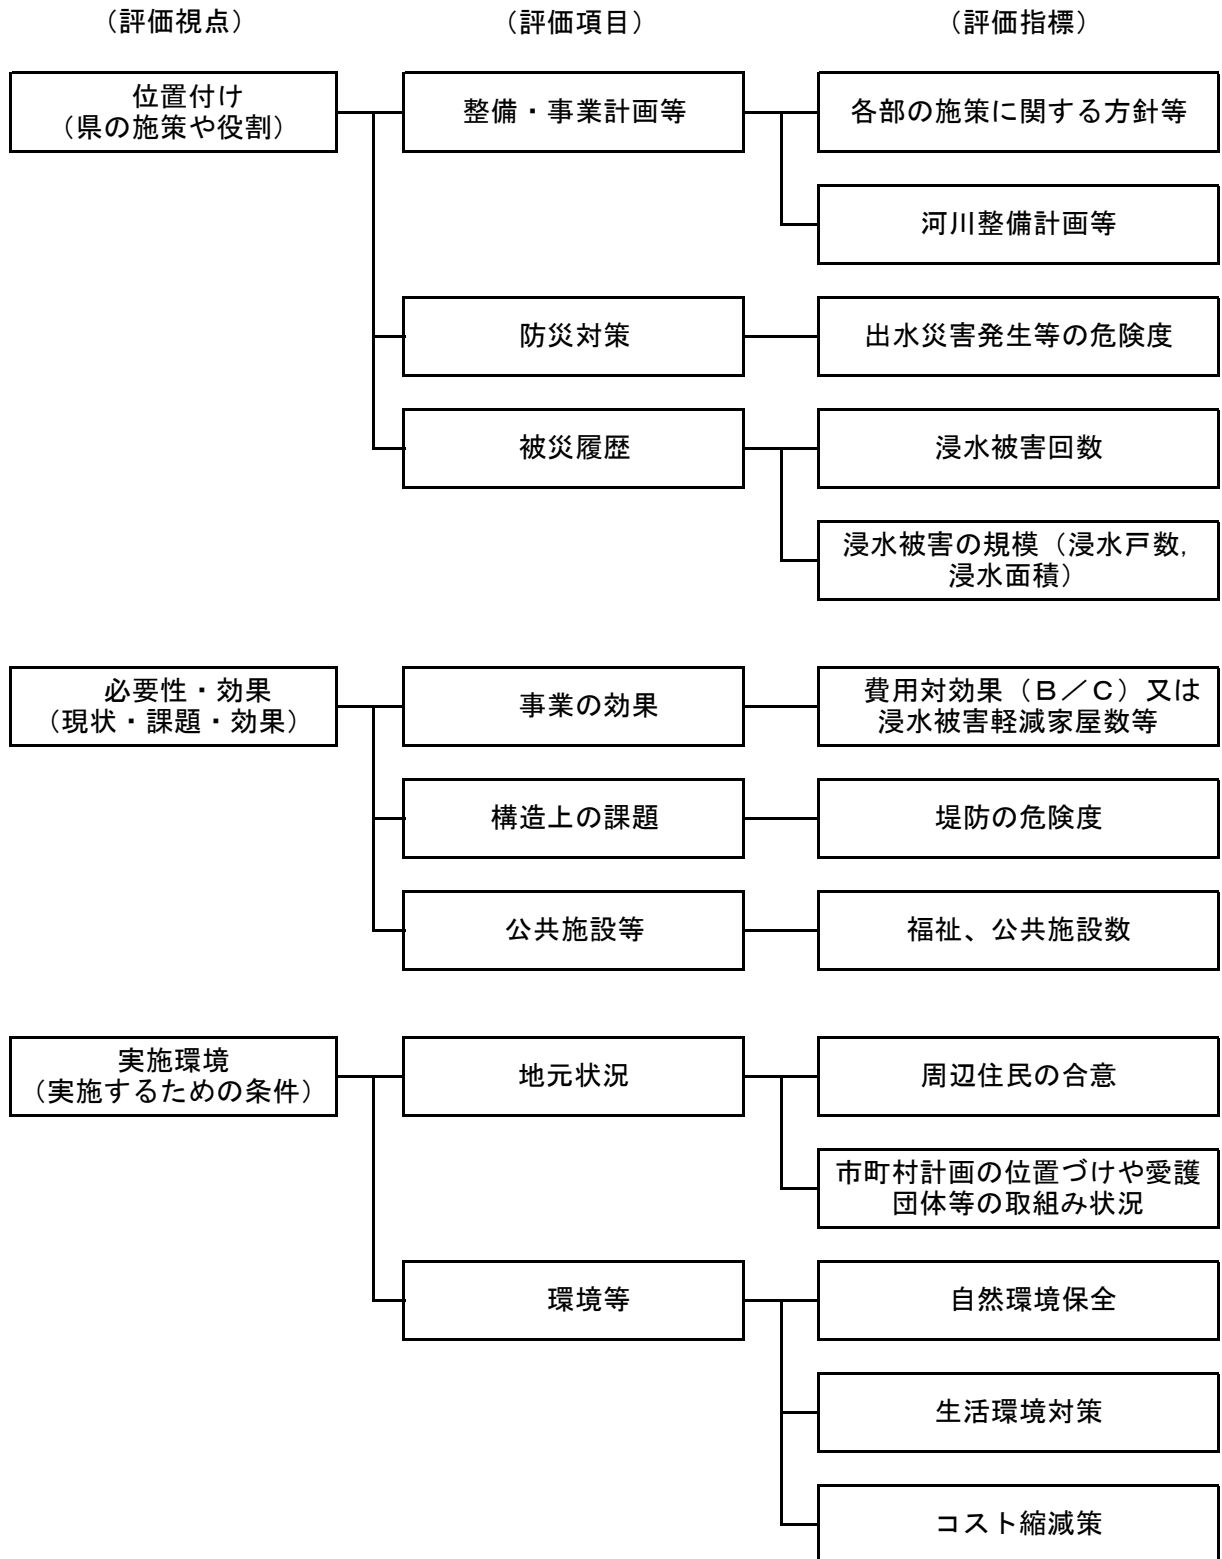 （評価視点）
（評価項目）
（評価指標）
位置付け
（県の施策や役割）
整備・事業計画等
各部の施策に関する方針等
河川整備計画等
防災対策
出水災害発生等の危険度
被災履歴
浸水被害回数
浸水被害の規模（浸水戸数,
浸水面積）
必要性・効果
（現状・課題・効果）
事業の効果
費用対効果（Ｂ／Ｃ）又は
浸水被害軽減家屋数等
構造上の課題
堤防の危険度
公共施設等
福祉、公共施設数
実施環境
（実施するための条件）
地元状況
周辺住民の合意
市町村計画の位置づけや愛護
団体等の取組み状況
環境等
自然環境保全
生活環境対策
コスト縮減策